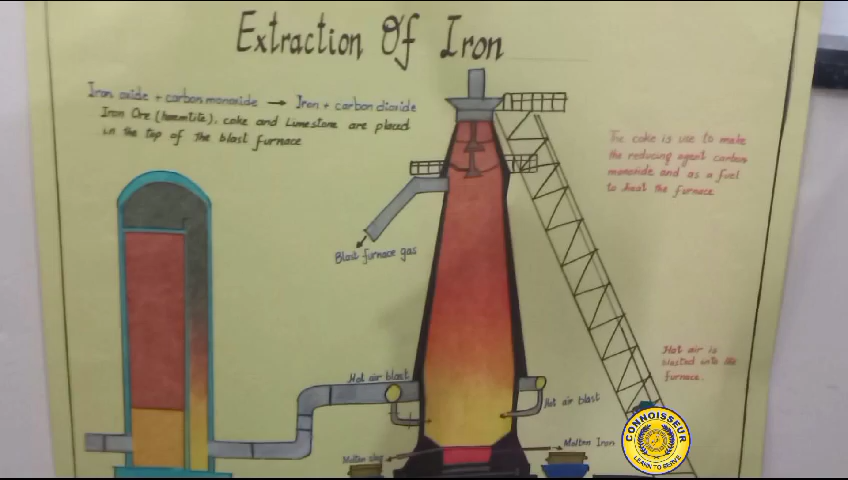 Extraction Of Iron
Iron oxide + carbon monoxide → Iron + carbon dioxide
Iron Ore (haemtite), coke and Limestone are placed
in the top of the blast furnace
The coke is use to make
the reducing agent carbon
monoxide and as a fuel
to heat the furnace
Blast furnace gas
Hot air is
blasted into the
furnace.
Hot air blast
Hot air blast
Molten slag
Molten Iron
CONNOISSEUR
LEARN TO SERVE